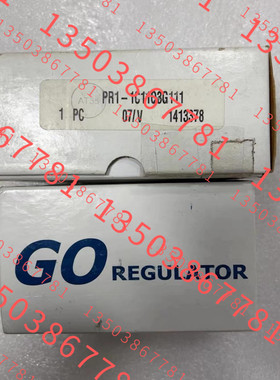 PR1-1C11Q3G111
1 PC 07/V 1413378
GO REGULATOR
13503867781